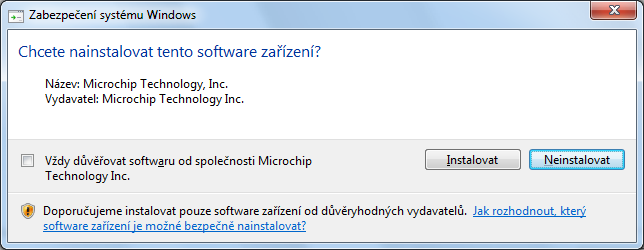 Zabezpečení systému Windows
Chcete nainstalovat tento software zařízení?
Název: Microchip Technology, Inc.
Vydavatel: Microchip Technology Inc.
Vždy důvěřovat softwaru od společnosti Microchip
Technology Inc.
Instalovat
Neinstalovat
Doporučujeme instalovat pouze software zařízení od důvěryhodných vydavatelů. Jak rozhodnout, který
software zařízení je možné bezpečně nainstalovat?